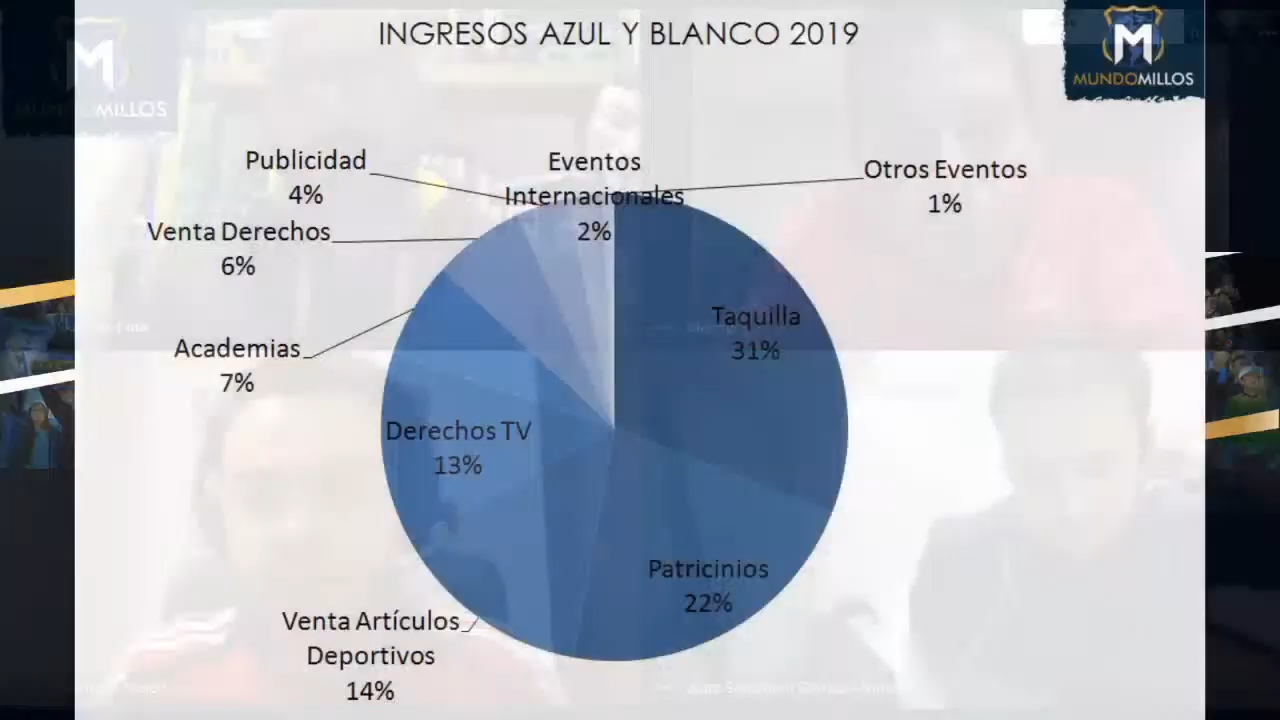 INGRESOS AZUL Y BLANCO 2019
MUNDOMILLOS
MILLOS
Publicidad
4%
Eventos
Internacionales
2%
Otros Eventos
1%
Venta Derechos
6%
Taquilla
31%
Academias
7%
Derechos TV
13%
Patricinios
22%
Venta Artículos
Deportivos
14%